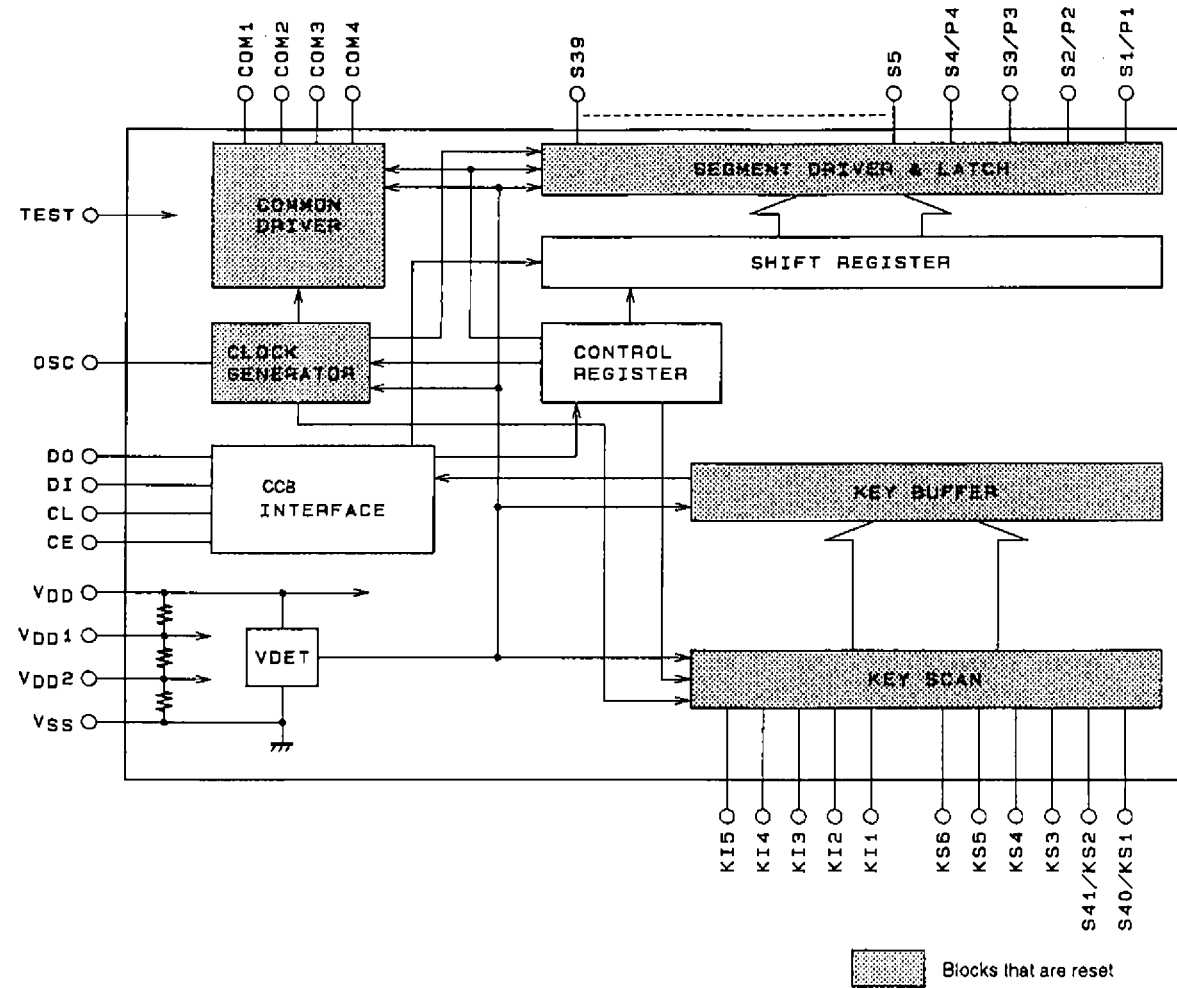 COM1
COM2
COM3
COM4
S39
S5
S4/P4
S3/P3
S2/P2
S1/P1
COMMON
DRIVER
SEGMENT DRIVER & LATCH
TEST
SHIFT REGISTER
OSC
CLOCK
GENERATOR
CONTROL
REGISTER
DO
DI
CL
CE
CCB
INTERFACE
KEY BUFFER
VDD
VDD1
VDD2
VSS
VDET
KEY SCAN
KI5
KI4
KI3
KI2
KI1
KS6
KS5
KS4
KS3
S41/KS2
S40/KS1
Blocks that are reset